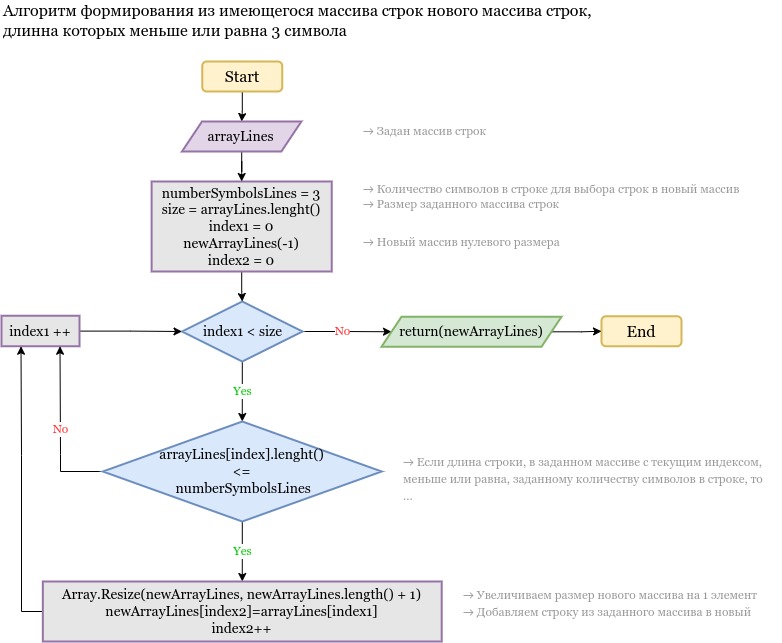 Алгоритм формирования из имеющегося массива строк нового массива строк,
длинна которых меньше или равна 3 символа
Start
arrayLines
→ Задан массив строк
numberSymbolsLines = 3
size = arrayLines.lenght()
index1 = 0
newArrayLines(-1)
index2 = 0
→ Количество символов в строке для выбора строк в новый массив
→ Размер заданного массива строк
→ Новый массив нулевого размера
index1 ++
index1 < size
No
return(newArrayLines)
End
Yes
No
arrayLines[index].lenght()
<=
numberSymbolsLines
→ Если длина строки, в заданном массиве с текущим индексом,
меньше или равна, заданному количеству символов в строке, то
...
Yes
Array.Resize(newArrayLines, newArrayLines.length() + 1)
newArrayLines[index2]=arrayLines[index1]
index2++
→ Увеличиваем размер нового массива на 1 элемент
→ Добавляем строку из заданного массива в новый